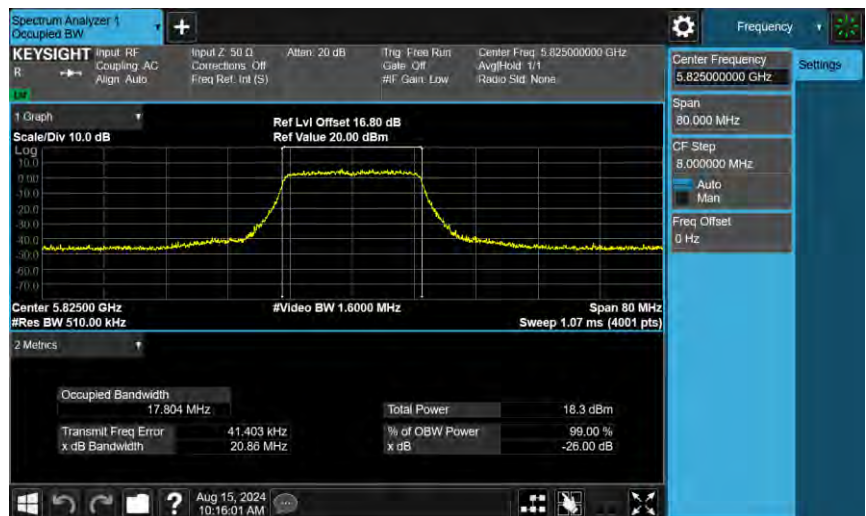 Spectrum Analyzer 1
Occupied BW
Frequency
KEYSIGHT
R
Input: RF
Coupling: AC
Align: Auto
Input Z: 50 Ω
Corrections: Off
Freq Ref: Int (S)
Atten: 20 dB
Trig: Free Run
Gate: Off
#IF Gain: Low
Center Freq: 5.825000000 GHz
Avg|Hold: 1/1
Radio Std: None
Center Frequency
5.825000000 GHz
Settings
Span
80.000 MHz
CF Step
8.000000 MHz
Auto
Man
Freq Offset
0 Hz
1 Graph
Scale/Div 10.0 dB
Ref Lvl Offset 16.80 dB
Ref Value 20.00 dBm
Log
10.0
0.00
-10.0
-20.0
-30.0
-40.0
-50.0
-60.0
-70.0
Center 5.82500 GHz
#Res BW 510.00 kHz
#Video BW 1.6000 MHz
Span 80 MHz
Sweep 1.07 ms (4001 pts)
2 Metrics
Occupied Bandwidth
17.804 MHz
Total Power 18.3 dBm
Transmit Freq Error 41.403 kHz
% of OBW Power 99.00 %
x dB Bandwidth 20.86 MHz
x dB -26.00 dB
?
Aug 15, 2024
10:16:01 AM